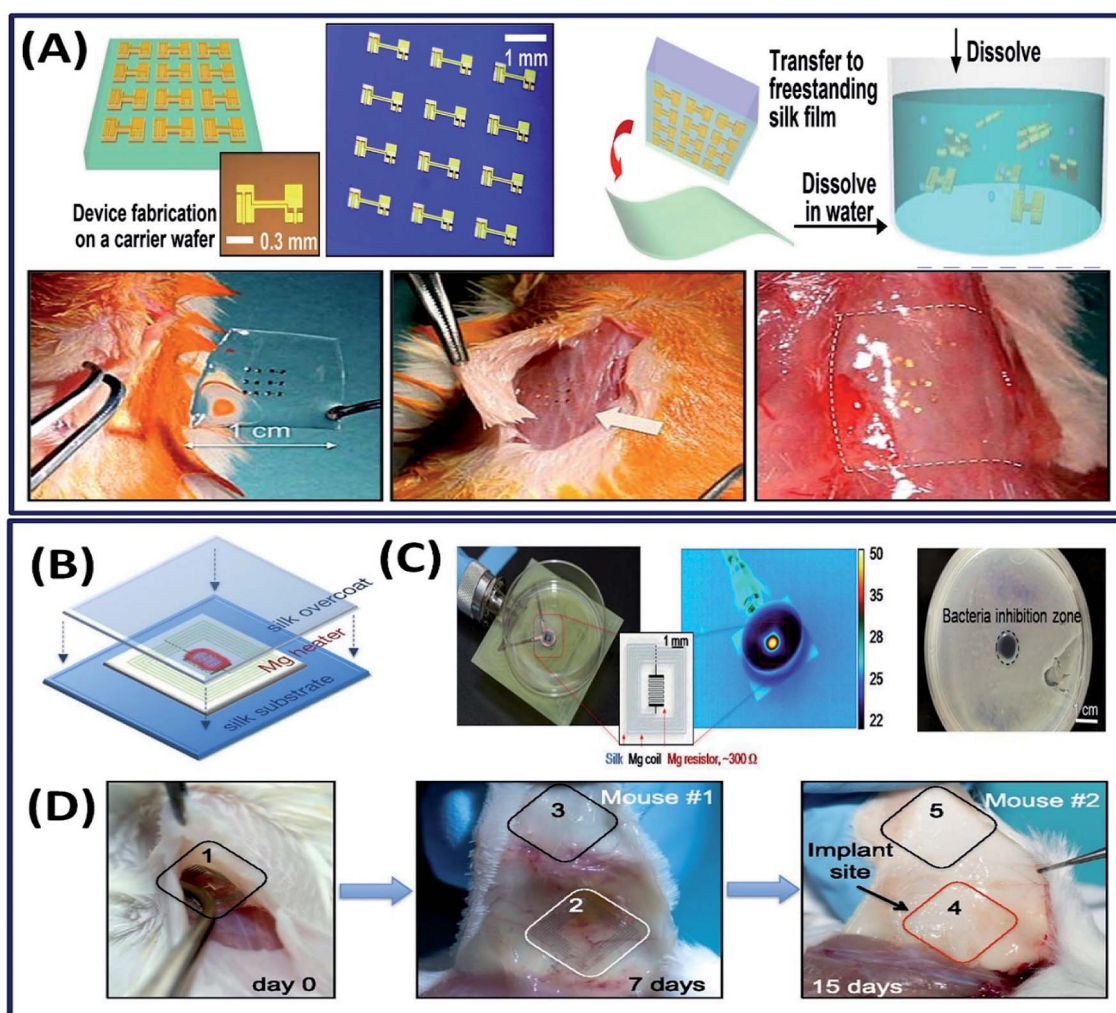 (A)
1 mm
Transfer to
freestanding
silk film
Dissolve
Dissolve
in water
Device fabrication
on a carrier wafer
0.3 mm
1 cm
(B)
silk overcoat
Mg heater
silk substrate
(C)
50
35
28
25
22
1 mm
Silk Mg coil Mg resistor, ~300 Ω
Bacteria inhibition zone
1 cm
(D)
1
day 0
Mouse #1
3
2
7 days
Mouse #2
5
Implant
site
4
15 days